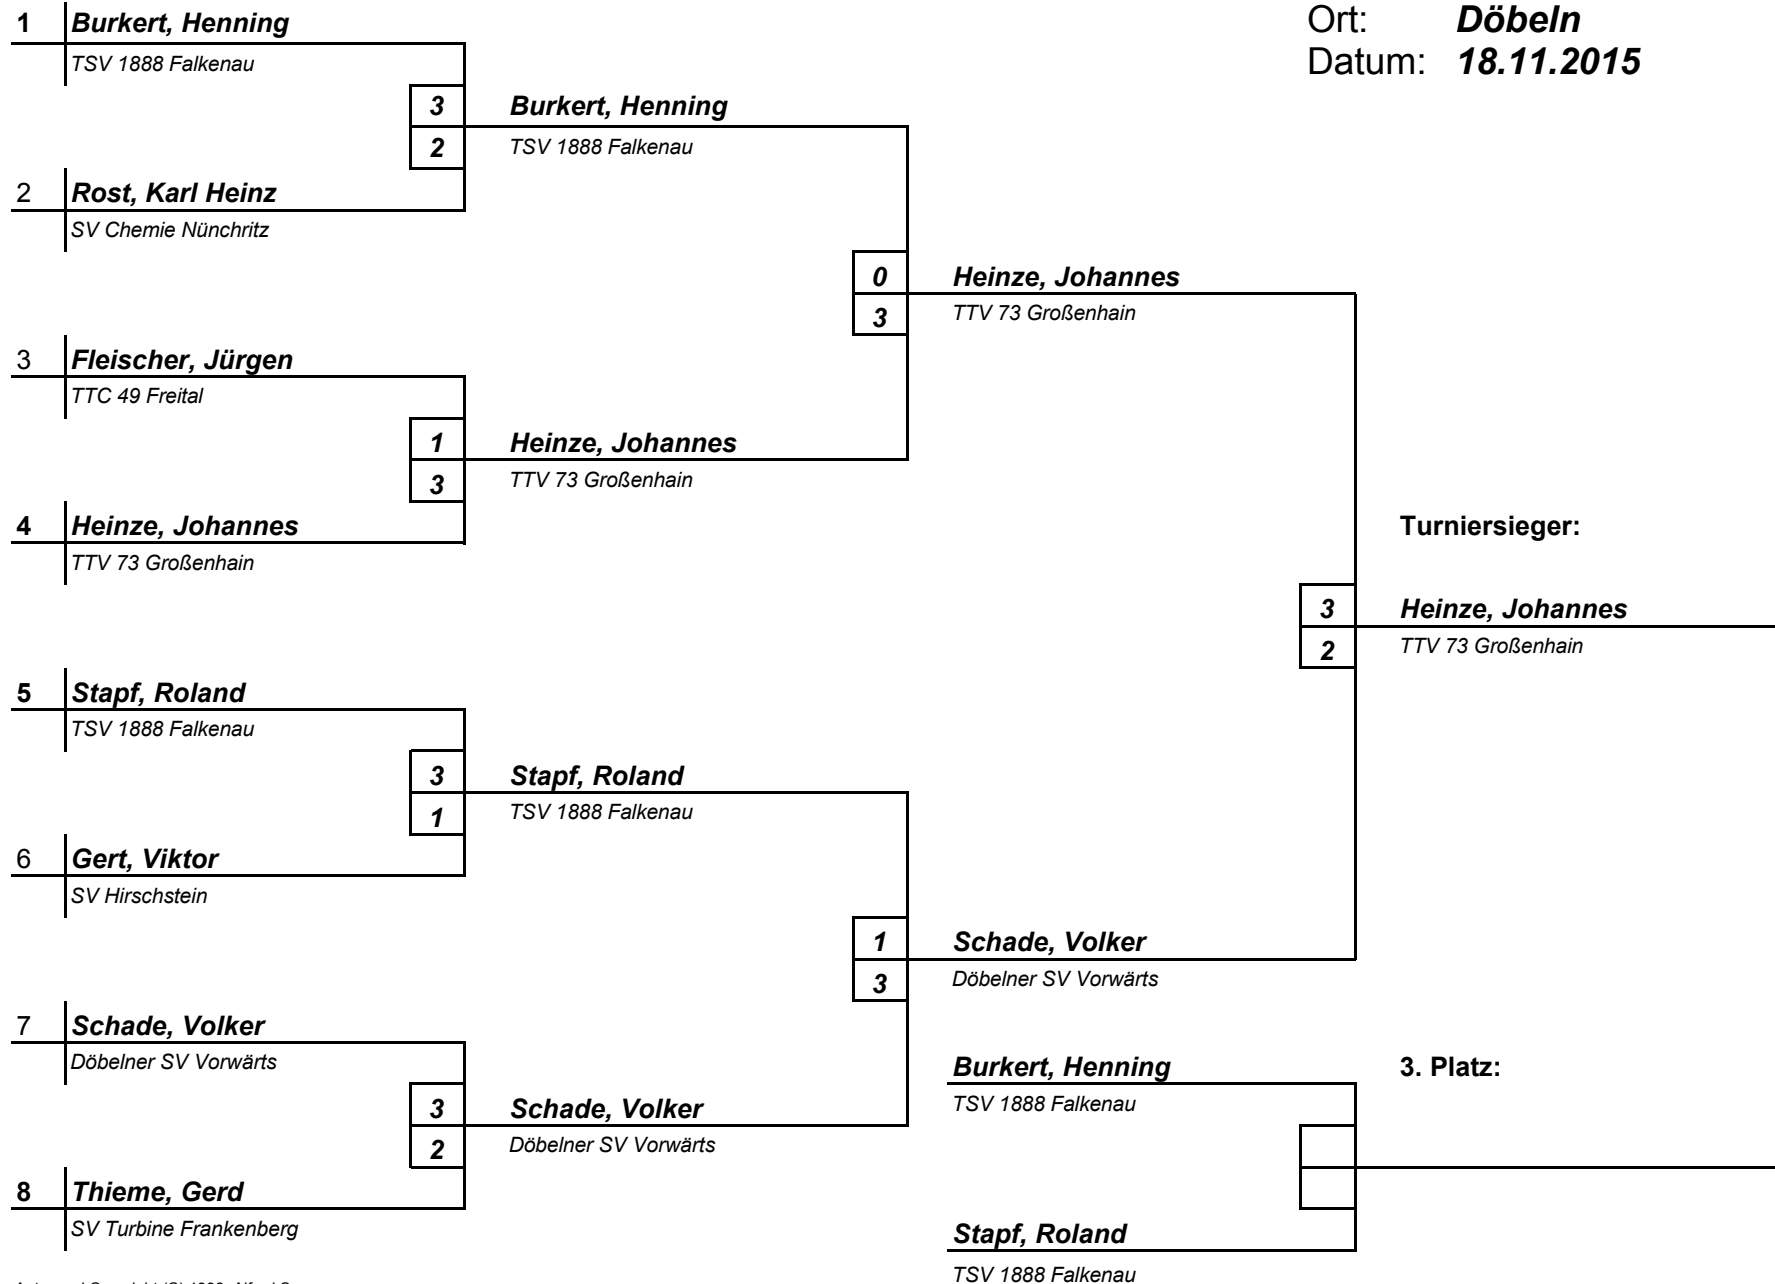 Ort: Döbeln
Datum: 18.11.2015
1 Burkert, Henning
TSV 1888 Falkenau
3 Burkert, Henning
2 TSV 1888 Falkenau
2 Rost, Karl Heinz
SV Chemie Nünchritz
0 Heinze, Johannes
3 TTV 73 Großenhain
3 Fleischer, Jürgen
TTC 49 Freital
1 Heinze, Johannes
3 TTV 73 Großenhain
4 Heinze, Johannes
TTV 73 Großenhain
Turniersieger:
3 Heinze, Johannes
2 TTV 73 Großenhain
5 Stapf, Roland
TSV 1888 Falkenau
3 Stapf, Roland
1 TSV 1888 Falkenau
6 Gert, Viktor
SV Hirschstein
1 Schade, Volker
3 Döbelner SV Vorwärts
7 Schade, Volker
Döbelner SV Vorwärts
3 Schade, Volker
2 Döbelner SV Vorwärts
8 Thieme, Gerd
SV Turbine Frankenberg
Burkert, Henning
TSV 1888 Falkenau
3. Platz:
Stapf, Roland
TSV 1888 Falkenau